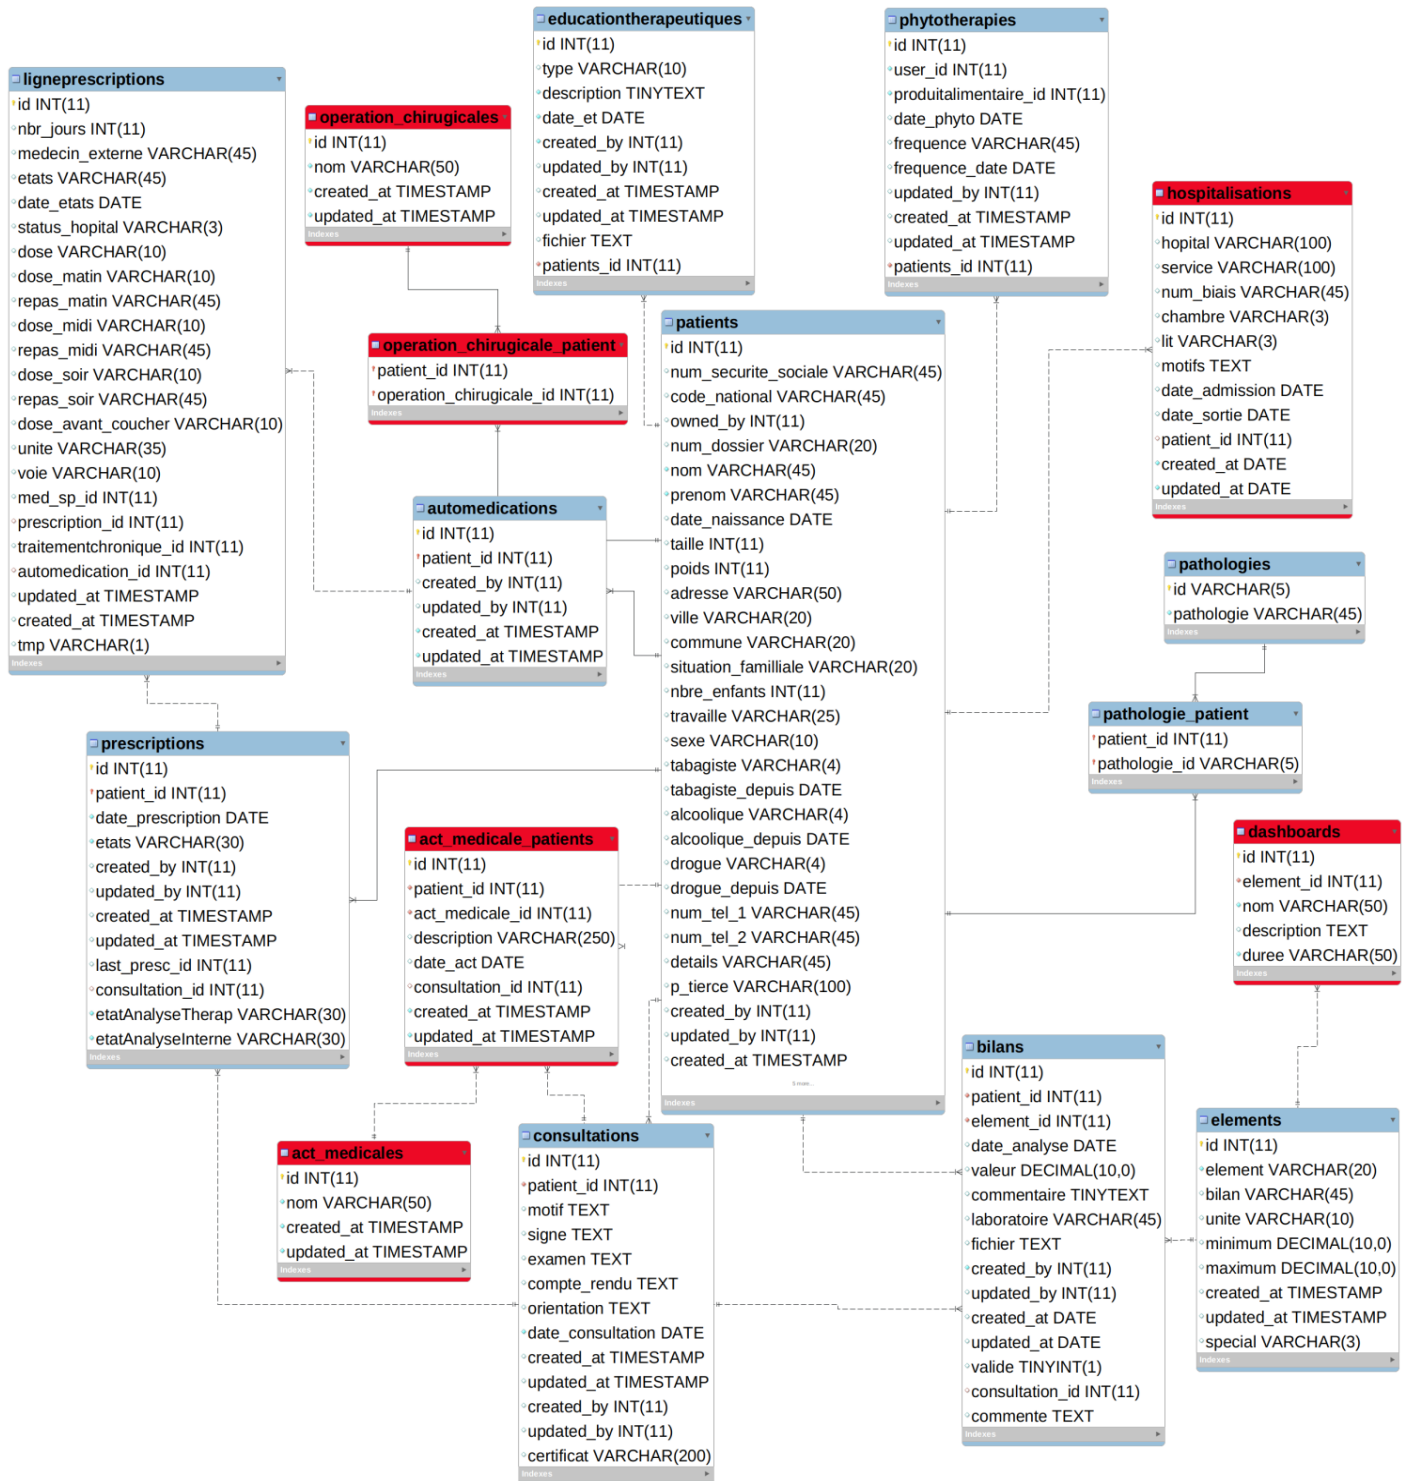 educationtherapeutiques
id INT(11)
type VARCHAR(10)
description TINYTEXT
date_et DATE
created_by INT(11)
updated_by INT(11)
created_at TIMESTAMP
updated_at TIMESTAMP
fichier TEXT
patients_id INT(11)
Indexes
phytotherapies
id INT(11)
user_id INT(11)
produitalimentaire_id INT(11)
date_phyto DATE
frequence VARCHAR(45)
frequence_date DATE
updated_by INT(11)
created_at TIMESTAMP
updated_at TIMESTAMP
patients_id INT(11)
Indexes
ligneprescriptions
id INT(11)
nbr_jours INT(11)
medecin_externe VARCHAR(45)
etats VARCHAR(45)
date_etats DATE
status_hopital VARCHAR(3)
dose VARCHAR(10)
dose_matin VARCHAR(10)
repas_matin VARCHAR(45)
dose_midi VARCHAR(10)
repas_midi VARCHAR(45)
dose_soir VARCHAR(10)
repas_soir VARCHAR(45)
dose_avant_coucher VARCHAR(10)
unite VARCHAR(35)
voie VARCHAR(10)
med_sp_id INT(11)
prescription_id INT(11)
traitementchronique_id INT(11)
automedication_id INT(11)
updated_at TIMESTAMP
created_at TIMESTAMP
tmp VARCHAR(1)
Indexes
operation_chirugicales
id INT(11)
nom VARCHAR(50)
created_at TIMESTAMP
updated_at TIMESTAMP
Indexes
hospitalisations
id INT(11)
hopital VARCHAR(100)
service VARCHAR(100)
num_biais VARCHAR(45)
chambre VARCHAR(3)
lit VARCHAR(3)
motifs TEXT
date_admission DATE
date_sortie DATE
patient_id INT(11)
created_at DATE
updated_at DATE
Indexes
operation_chirugicale_patient
patient_id INT(11)
operation_chirugicale_id INT(11)
Indexes
patients
id INT(11)
num_securite_sociale VARCHAR(45)
code_national VARCHAR(45)
owned_by INT(11)
num_dossier VARCHAR(20)
nom VARCHAR(45)
prenom VARCHAR(45)
date_naissance DATE
taille INT(11)
poids INT(11)
adresse VARCHAR(50)
ville VARCHAR(20)
commune VARCHAR(20)
situation_familliale VARCHAR(20)
nbre_enfants INT(11)
travaille VARCHAR(25)
sexe VARCHAR(10)
tabagiste VARCHAR(4)
tabagiste_depuis DATE
alcoolique VARCHAR(4)
alcoolique_depuis DATE
drogue VARCHAR(4)
drogue_depuis DATE
num_tel_1 VARCHAR(45)
num_tel_2 VARCHAR(45)
details VARCHAR(45)
p_tierce VARCHAR(100)
created_by INT(11)
updated_by INT(11)
created_at TIMESTAMP
5 more...
Indexes
automedications
id INT(11)
patient_id INT(11)
created_by INT(11)
updated_by INT(11)
created_at TIMESTAMP
updated_at TIMESTAMP
Indexes
pathologies
id VARCHAR(5)
pathologie VARCHAR(45)
Indexes
pathologie_patient
patient_id INT(11)
pathologie_id VARCHAR(5)
Indexes
prescriptions
id INT(11)
patient_id INT(11)
date_prescription DATE
etats VARCHAR(30)
created_by INT(11)
updated_by INT(11)
created_at TIMESTAMP
updated_at TIMESTAMP
last_presc_id INT(11)
consultation_id INT(11)
etatAnalyseTherap VARCHAR(30)
etatAnalyseInterne VARCHAR(30)
Indexes
act_medicale_patients
id INT(11)
patient_id INT(11)
act_medicale_id INT(11)
description VARCHAR(250)
date_act DATE
consultation_id INT(11)
created_at TIMESTAMP
updated_at TIMESTAMP
Indexes
dashboards
id INT(11)
element_id INT(11)
nom VARCHAR(50)
description TEXT
duree VARCHAR(50)
Indexes
bilans
id INT(11)
patient_id INT(11)
element_id INT(11)
date_analyse DATE
valeur DECIMAL(10,0)
commentaire TINYTEXT
laboratoire VARCHAR(45)
fichier TEXT
created_by INT(11)
updated_by INT(11)
created_at DATE
updated_at DATE
valide TINYINT(1)
consultation_id INT(11)
commente TEXT
Indexes
elements
id INT(11)
element VARCHAR(20)
bilan VARCHAR(45)
unite VARCHAR(10)
minimum DECIMAL(10,0)
maximum DECIMAL(10,0)
created_at TIMESTAMP
updated_at TIMESTAMP
special VARCHAR(3)
Indexes
act_medicales
id INT(11)
nom VARCHAR(50)
created_at TIMESTAMP
updated_at TIMESTAMP
Indexes
consultations
id INT(11)
patient_id INT(11)
motif TEXT
signe TEXT
examen TEXT
compte_rendu TEXT
orientation TEXT
date_consultation DATE
created_at TIMESTAMP
updated_at TIMESTAMP
created_by INT(11)
updated_by INT(11)
certificat VARCHAR(200)
Indexes